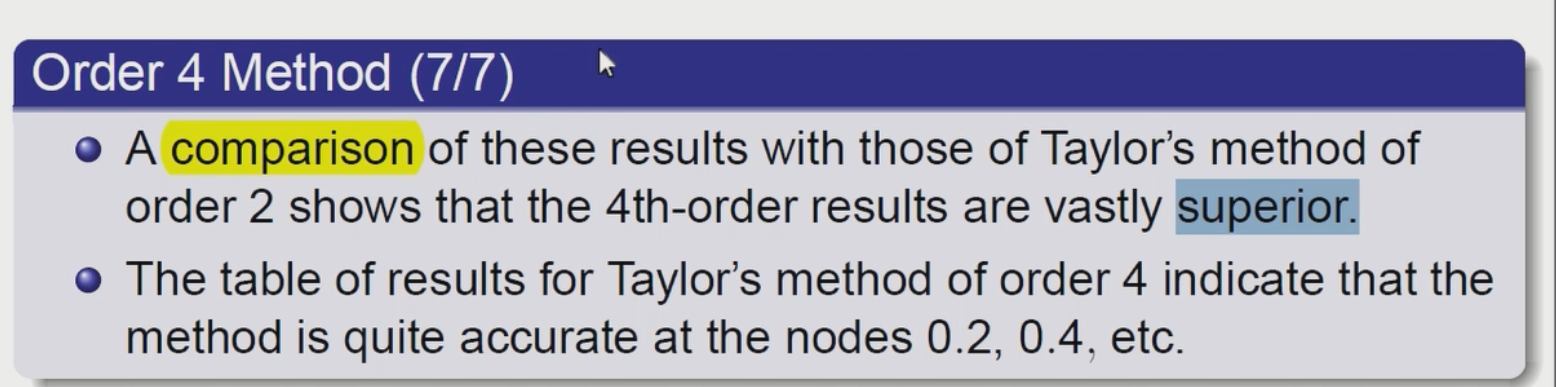 Order 4 Method (7/7)
A comparison of these results with those of Taylor's method of
order 2 shows that the 4th-order results are vastly superior.
The table of results for Taylor's method of order 4 indicate that the
method is quite accurate at the nodes 0.2, 0.4, etc.